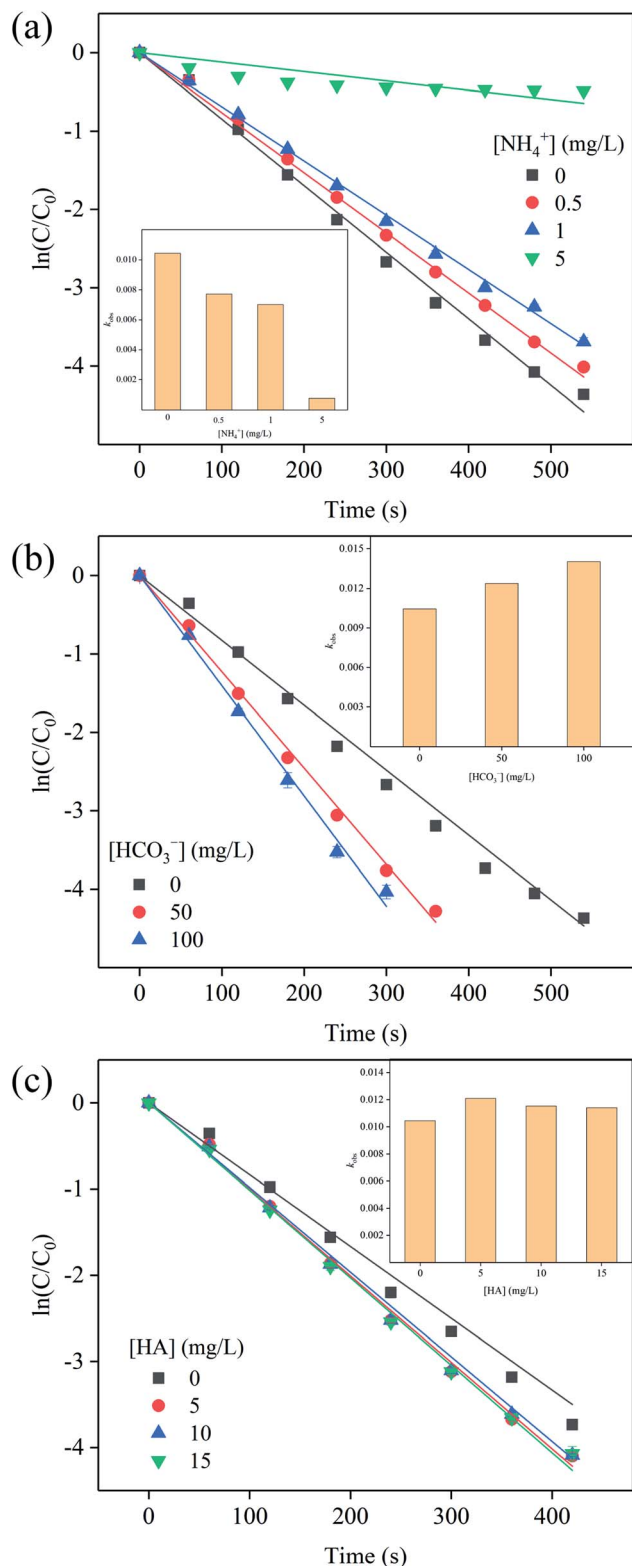 (a)
0
-1
-2
-3
-4
ln(C/C₀)
[NH₄⁺] (mg/L)
0
0.5
1
5
0.010
0.008
0.006
0.004
0.002
k_obs
0 0.5 1 5
[NH₄⁺] (mg/L)
0 100 200 300 400 500
Time (s)
(b)
0
-1
-2
-3
-4
ln(C/C₀)
0.015
0.012
0.009
0.006
0.003
k_obs
0 50 100
[HCO₃⁻] (mg/L)
[HCO₃⁻] (mg/L)
0
50
100
0 100 200 300 400 500
Time (s)
(c)
0
-1
-2
-3
-4
ln(C/C₀)
0.014
0.012
0.010
0.008
0.006
0.004
0.002
k_obs
0 5 10 15
[HA] (mg/L)
[HA] (mg/L)
0
5
10
15
0 100 200 300 400
Time (s)